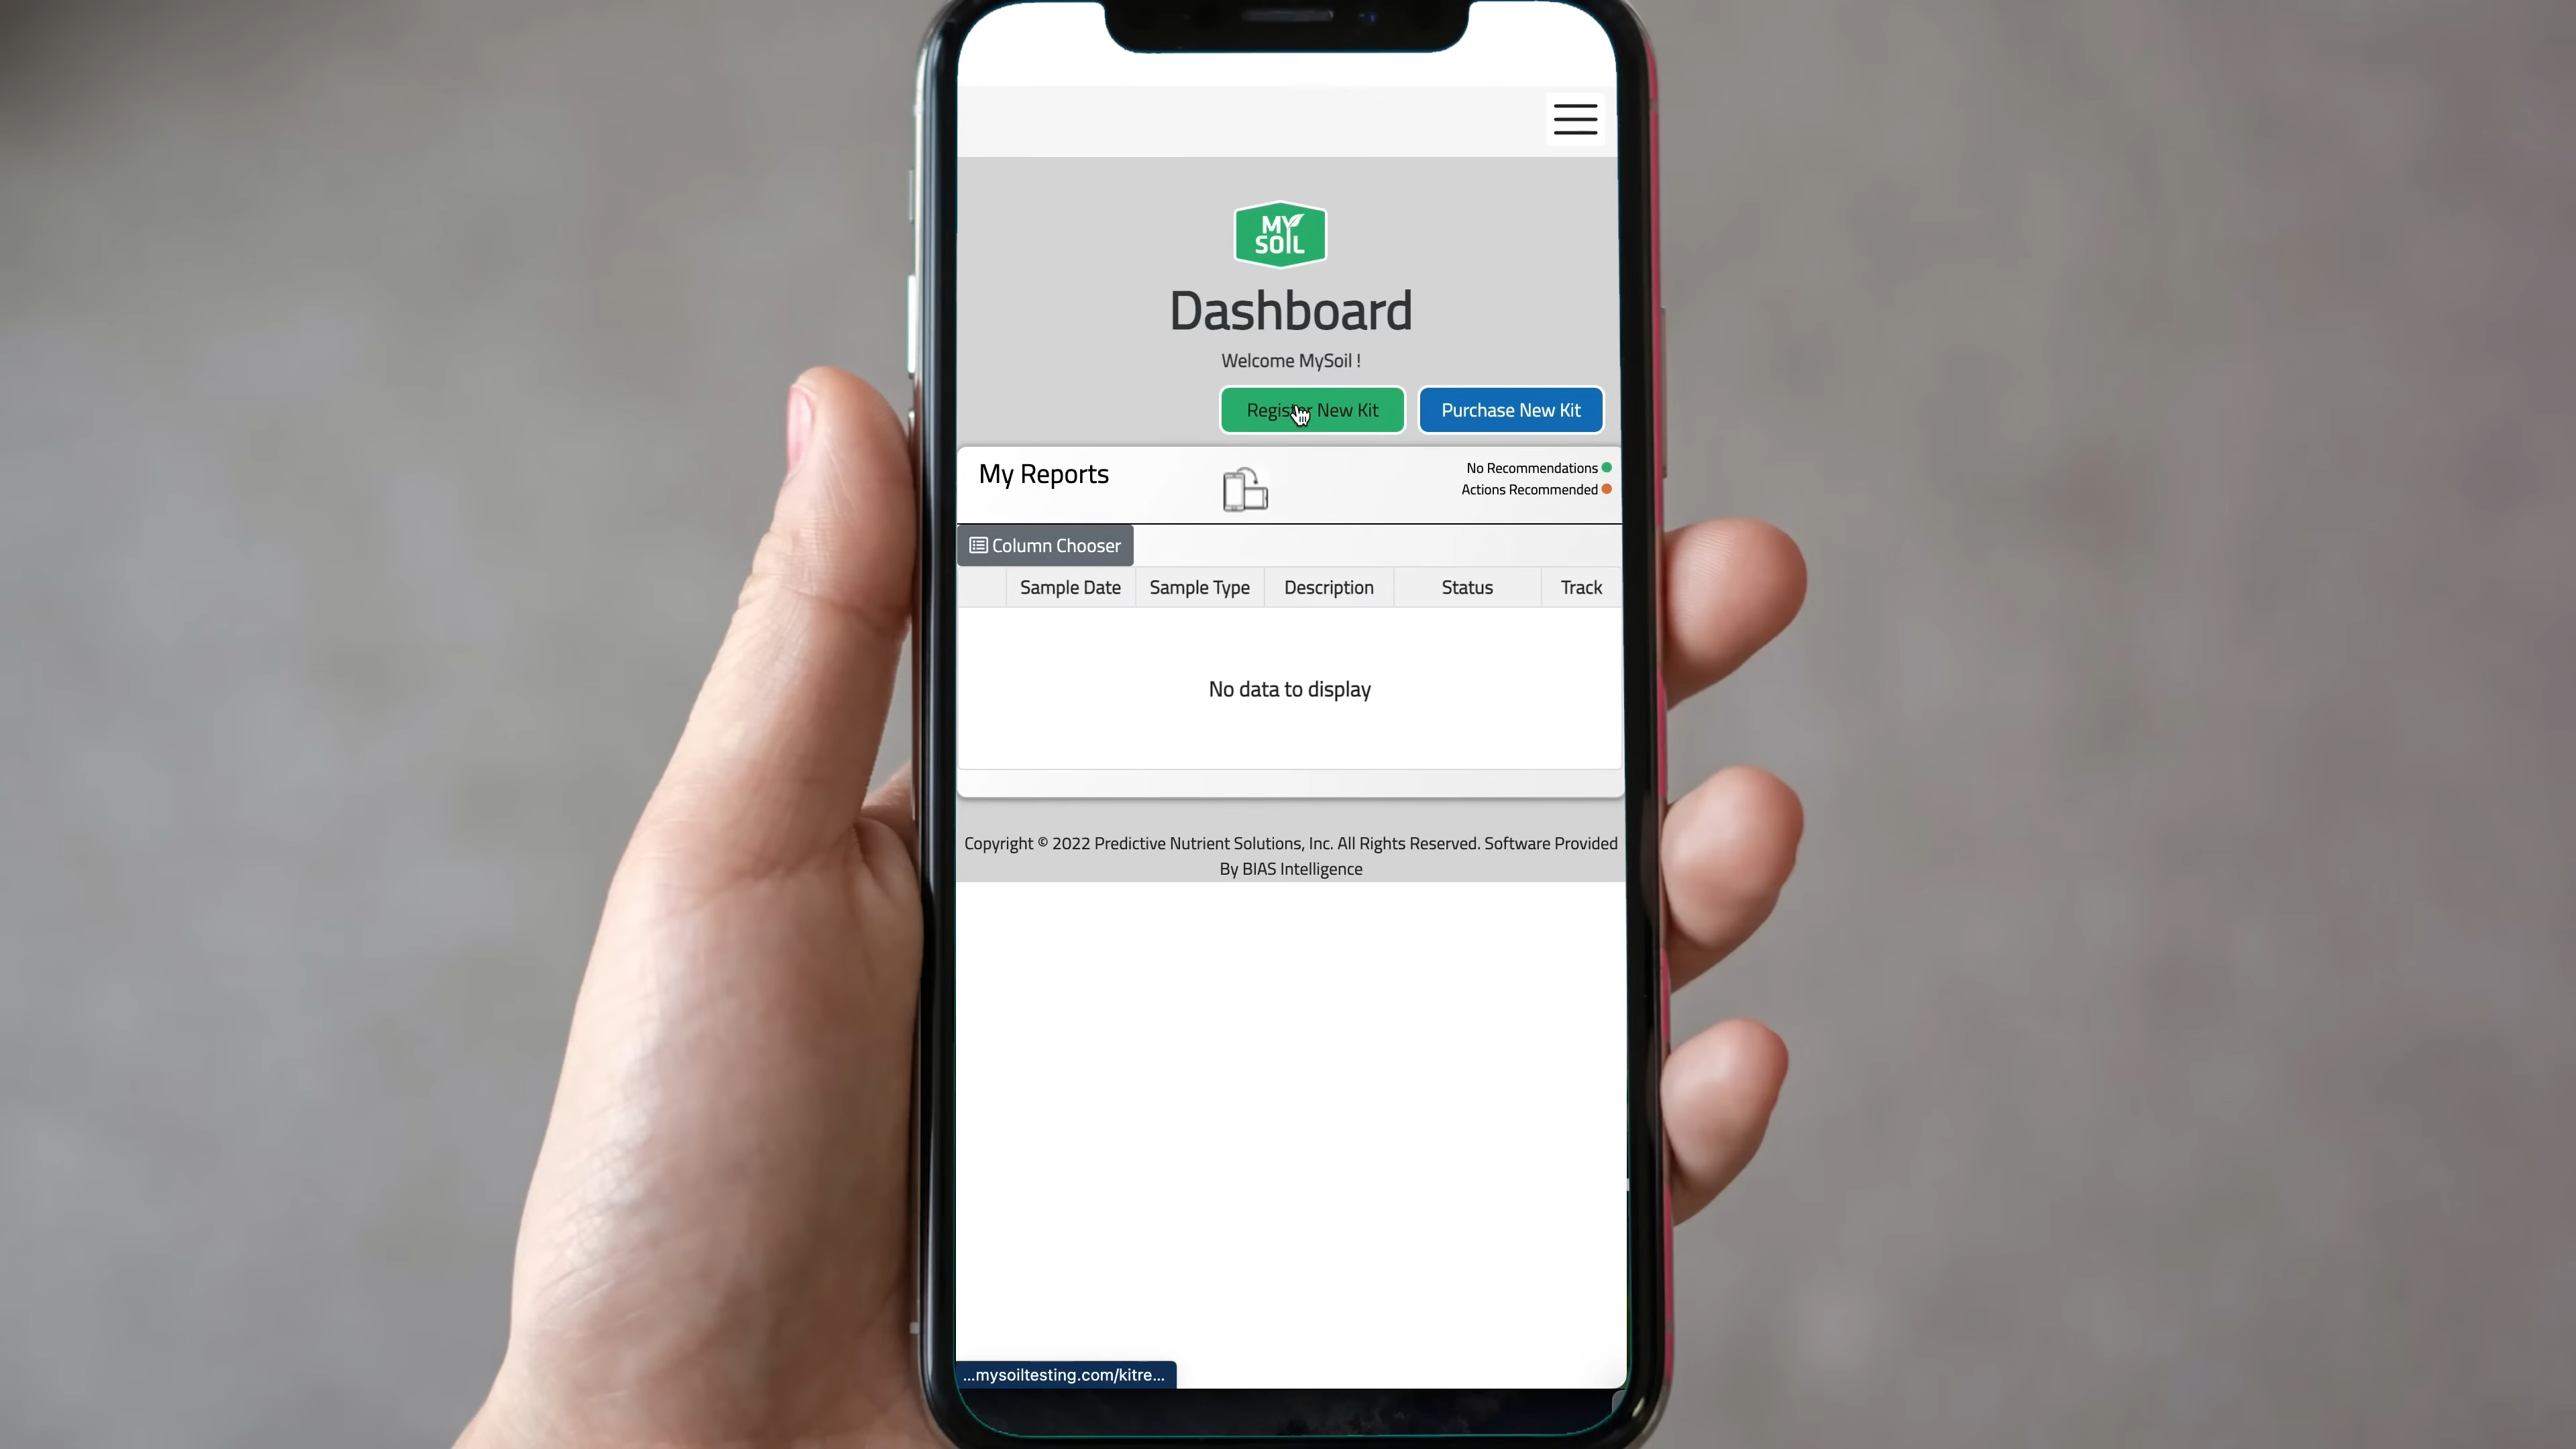 MY
SOIL
Dashboard
Welcome MySoil !
Register New Kit
Purchase New Kit
My Reports
No Recommendations
Actions Recommended
Column Chooser
Sample Date
Sample Type
Description
Status
Track
No data to display
Copyright © 2022 Predictive Nutrient Solutions, Inc. All Rights Reserved. Software Provided
By BIAS Intelligence
...mysoiltesting.com/kitre...